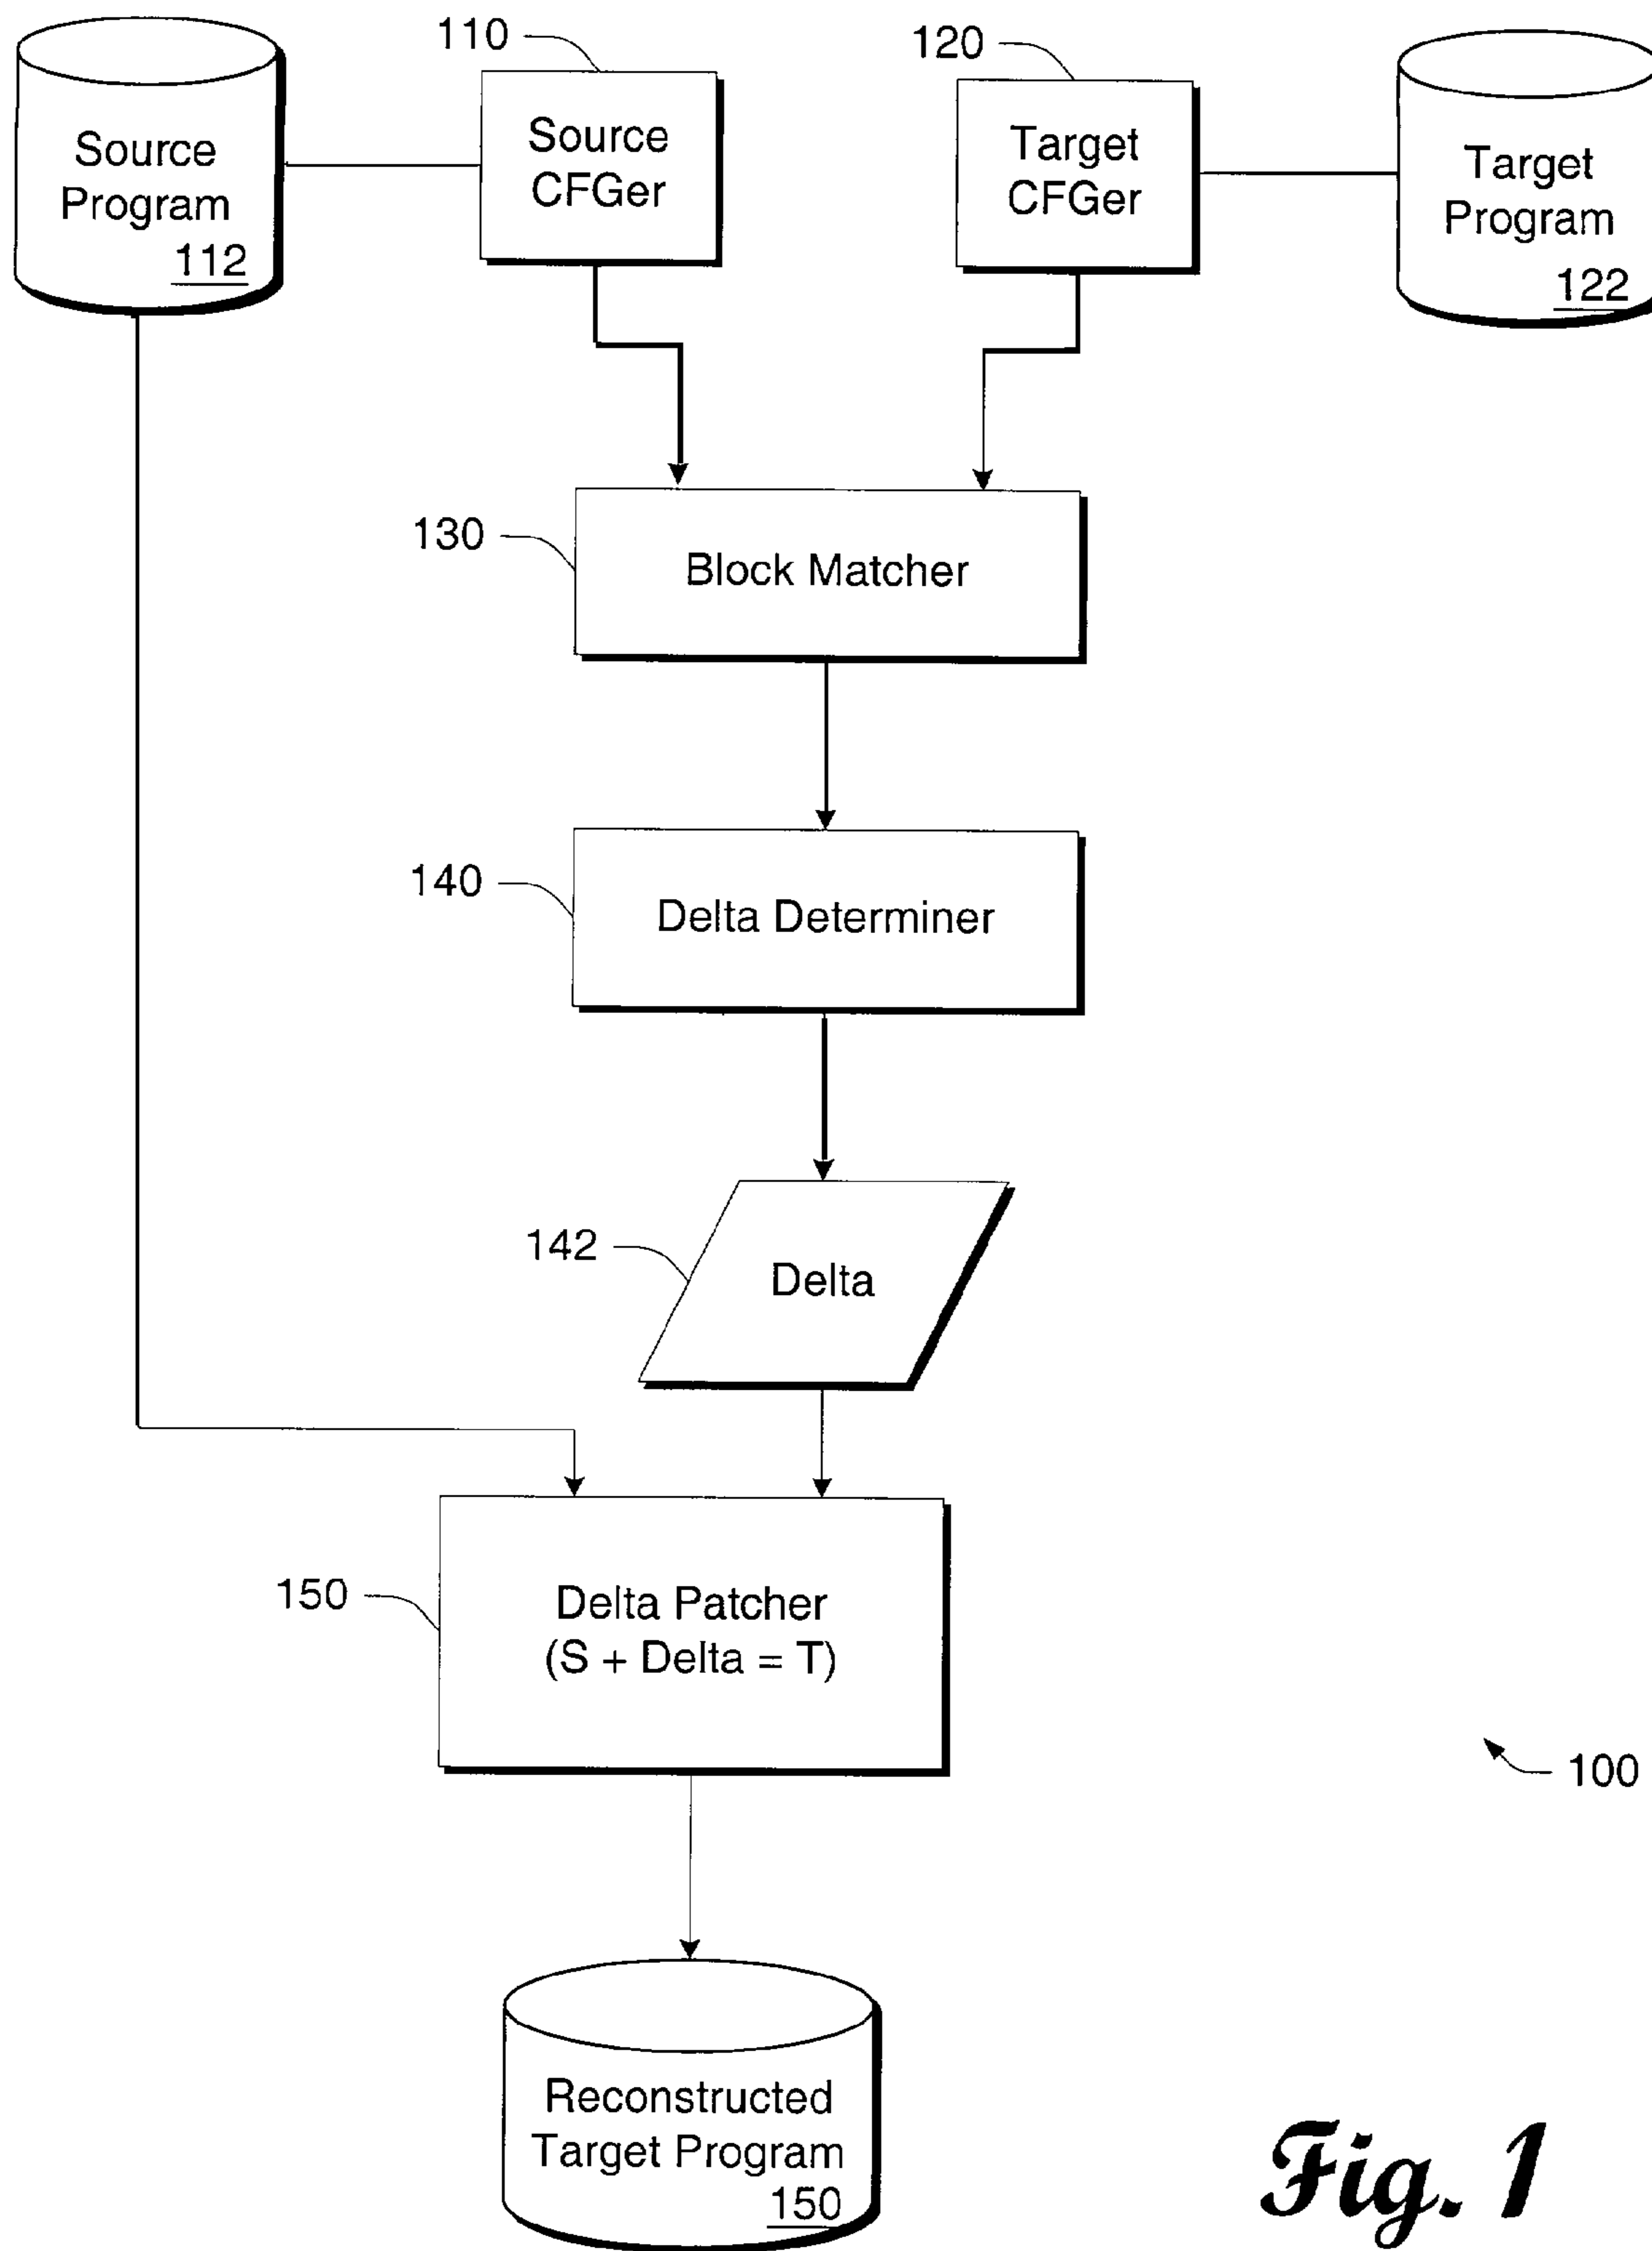 110
120
Source
Program
112
Source
CFGer
Target
CFGer
Target
Program
122
130
Block Matcher
140
Delta Determiner
142
Delta
150
Delta Patcher
(S + Delta = T)
100
Reconstructed
Target Program
150
Fig. 1